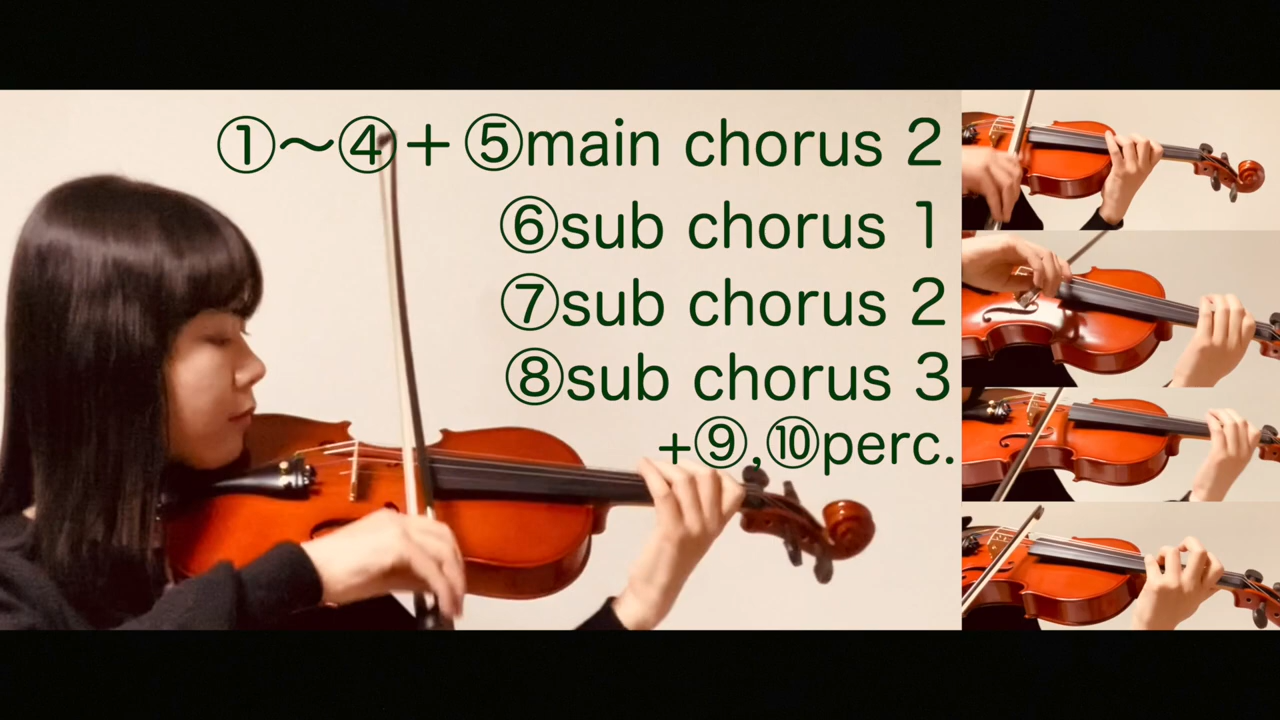 ①〜④+⑤main chorus 2
⑥sub chorus 1
⑦sub chorus 2
⑧sub chorus 3
+⑨,⑩perc.